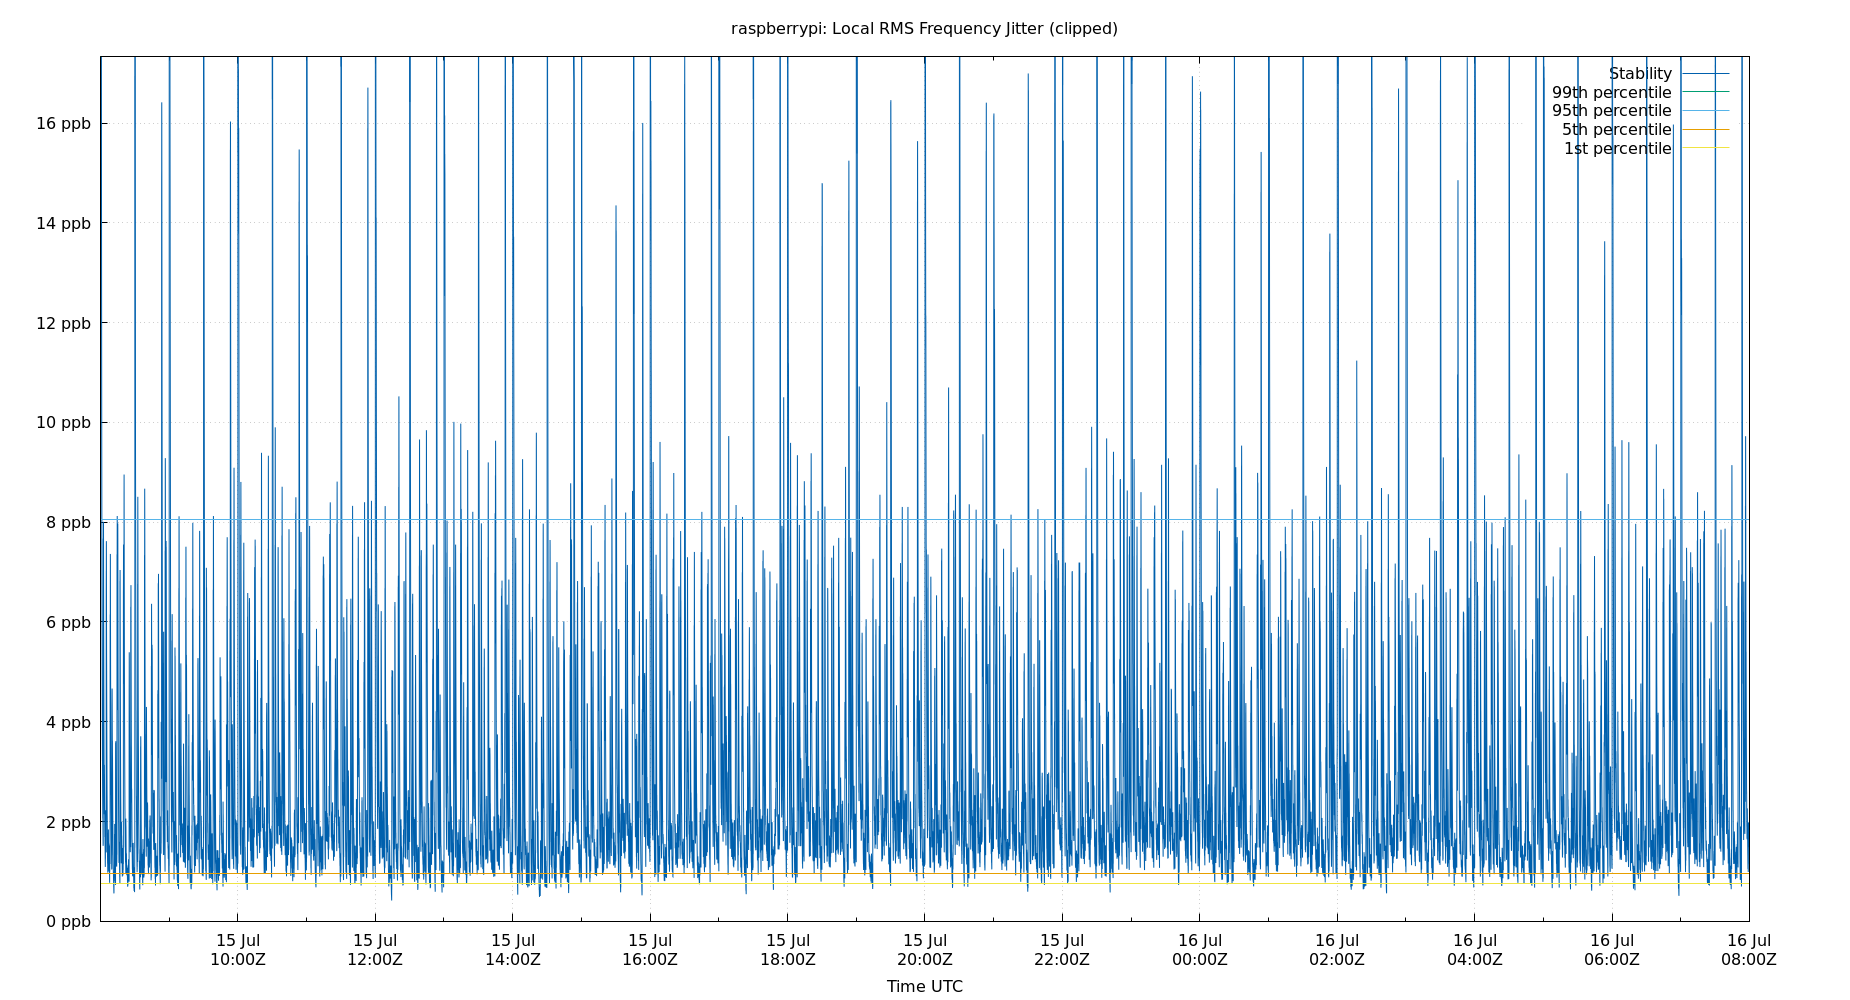 raspberrypi: Local RMS Frequency Jitter (clipped)
Stability
99th percentile
95th percentile
5th percentile
1st percentile
16 ppb
14 ppb
12 ppb
10 ppb
8 ppb
6 ppb
4 ppb
2 ppb
0 ppb
15 Jul 15 Jul 15 Jul 15 Jul 15 Jul 15 Jul 15 Jul 16 Jul 16 Jul 16 Jul 16 Jul 16 Jul
10:00Z 12:00Z 14:00Z 16:00Z 18:00Z 20:00Z 22:00Z 00:00Z 02:00Z 04:00Z 06:00Z 08:00Z
Time UTC